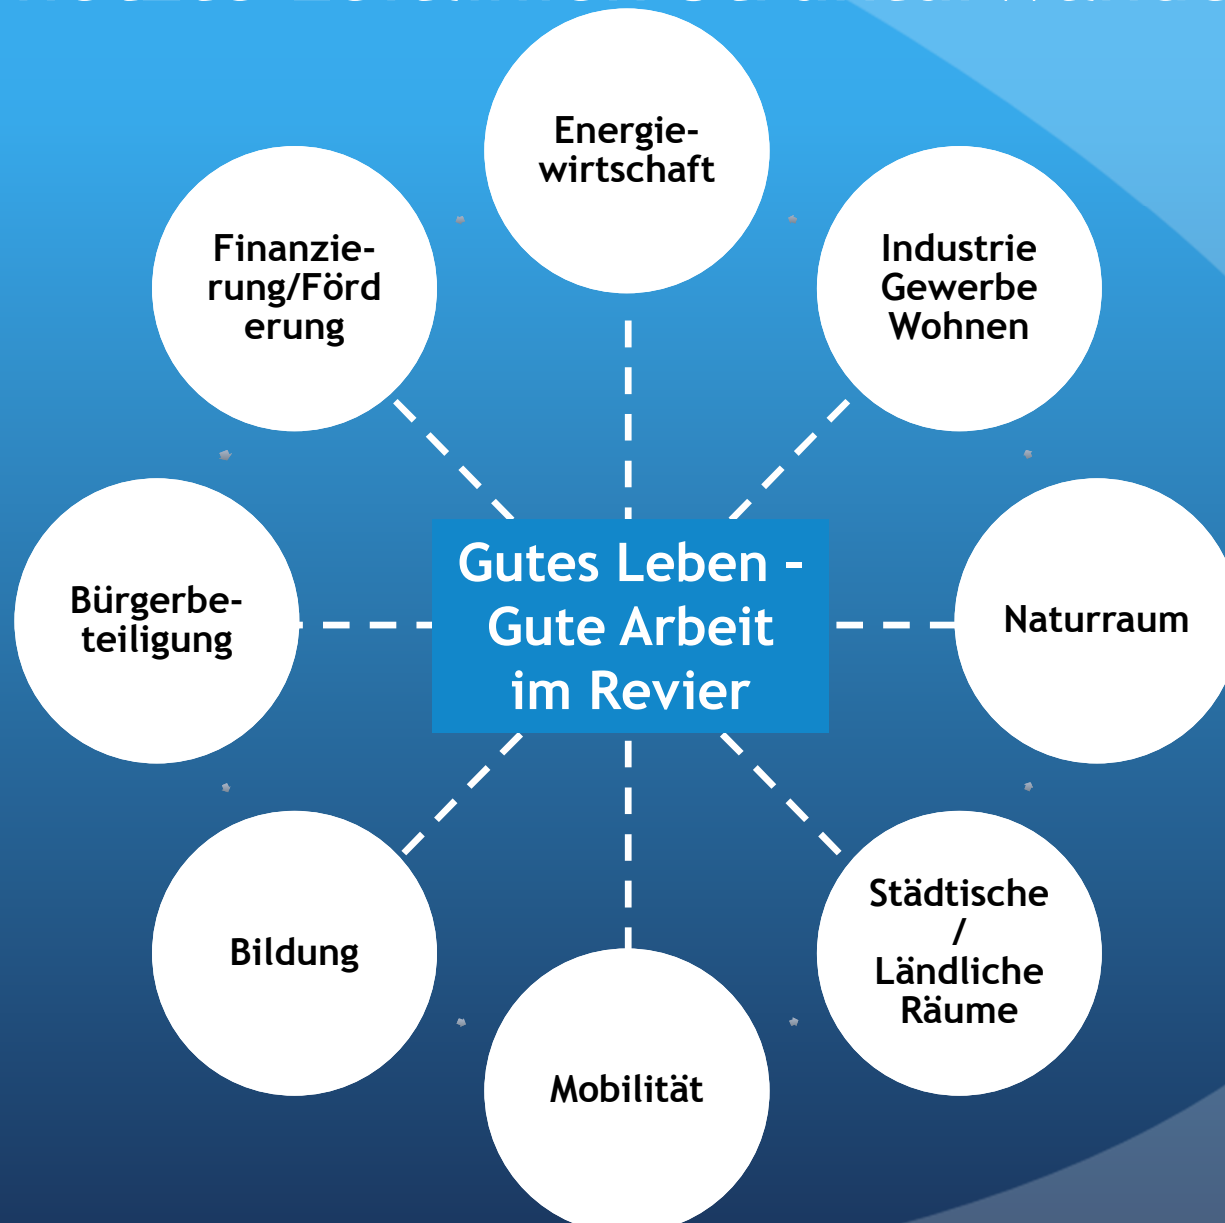 Energie-
wirtschaft
Industrie
Gewerbe
Wohnen
Naturraum
Städtische
/
Ländliche
Räume
Mobilität
Bildung
Bürgerbe-
teiligung
Finanzie-
rung/Förd
erung
Gutes Leben –
Gute Arbeit
im Revier